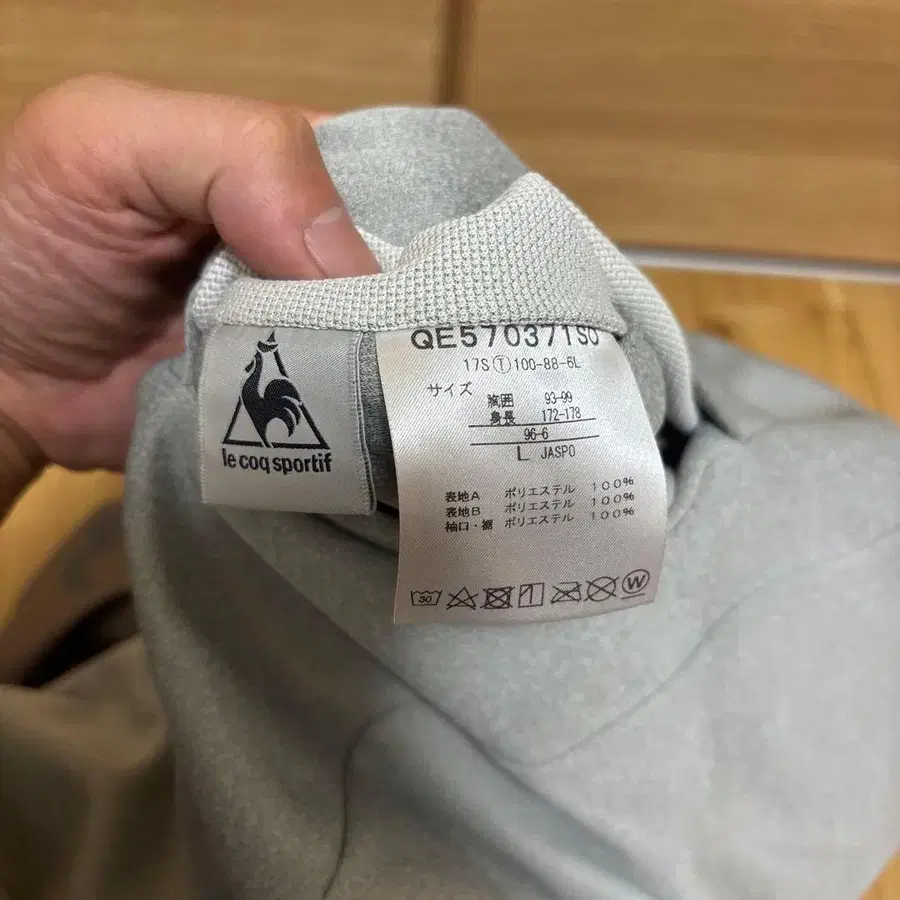 le coq sportif
QE570371S0
17S Ⓣ 100-88-6L
サイズ
胸囲 93-99
身長 172-178
96-6
L JASPO
表地A ポリエステル 100%
表地B ポリエステル 100%
袖口・裾 ポリエステル 100%
30
W